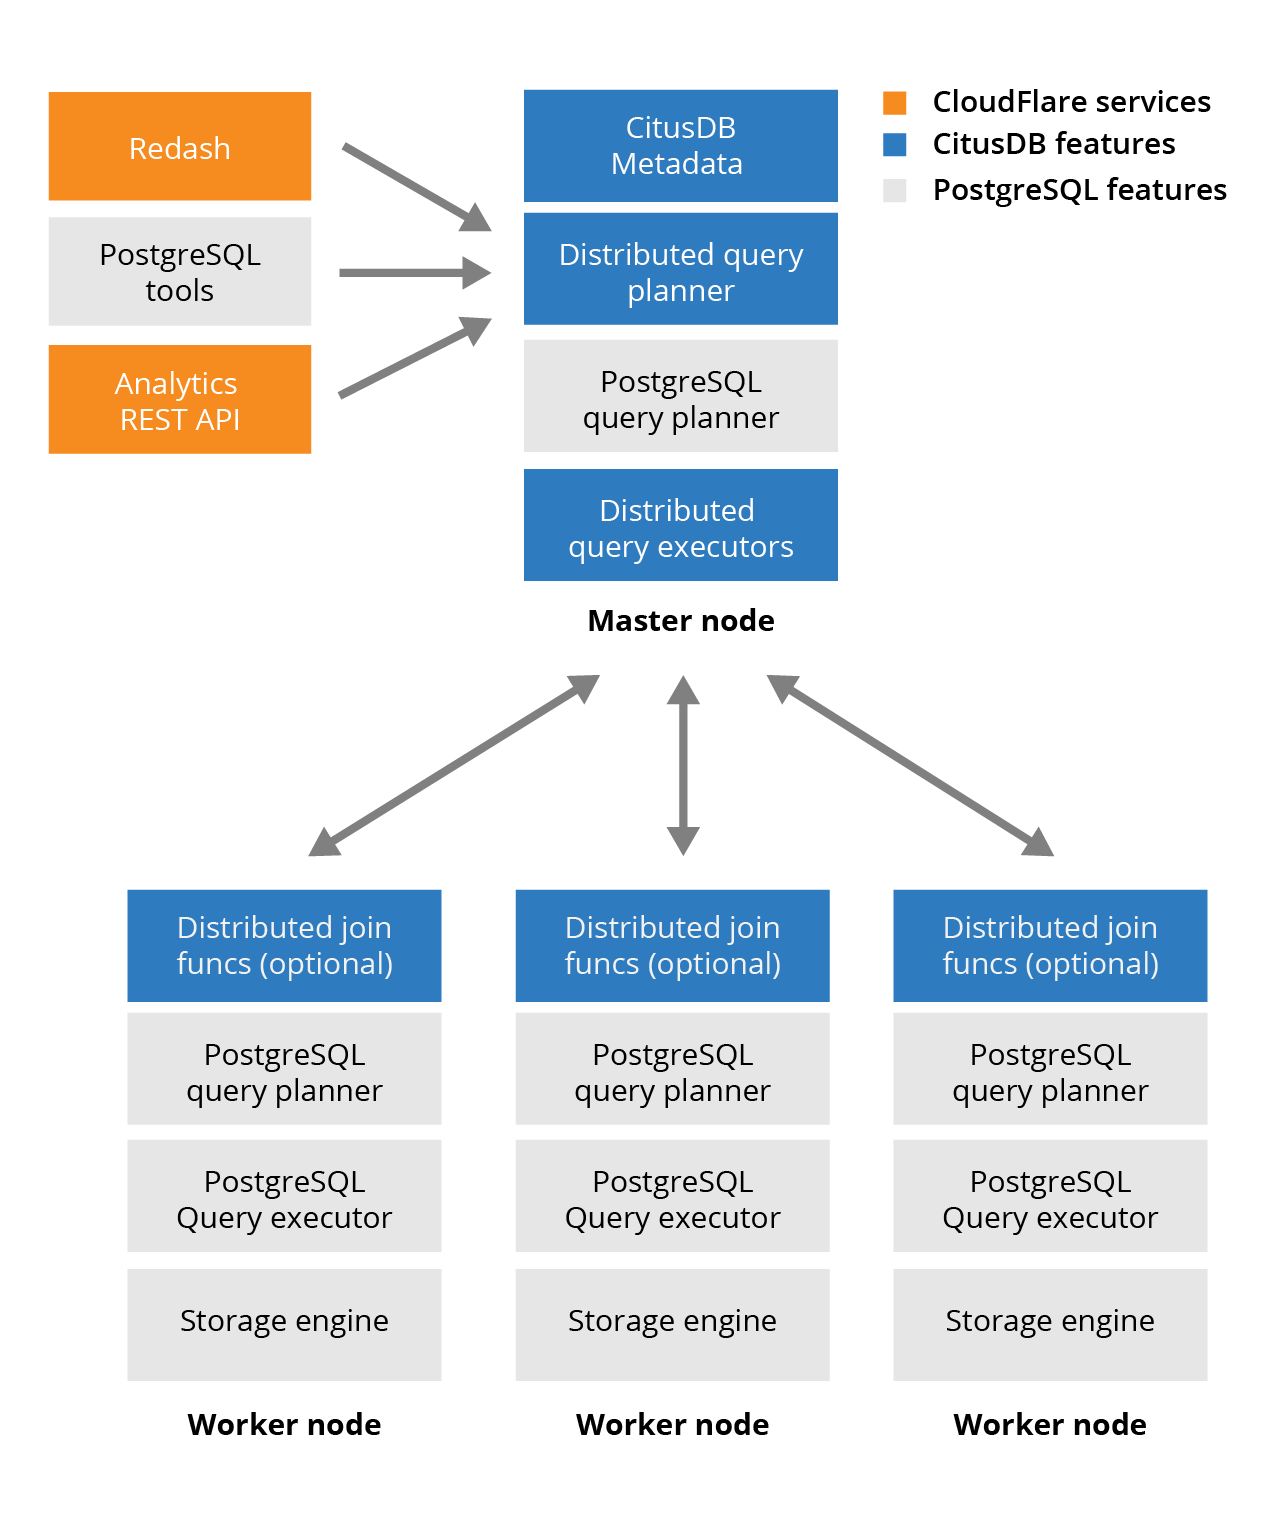 Redash
PostgreSQL
tools
Analytics
REST API
CitusDB
Metadata
Distributed query
planner
PostgreSQL
query planner
Distributed
query executors
Master node
CloudFlare services
CitusDB features
PostgreSQL features
Distributed join
funcs (optional)
PostgreSQL
query planner
PostgreSQL
Query executor
Storage engine
Worker node
Distributed join
funcs (optional)
PostgreSQL
query planner
PostgreSQL
Query executor
Storage engine
Worker node
Distributed join
funcs (optional)
PostgreSQL
query planner
PostgreSQL
Query executor
Storage engine
Worker node